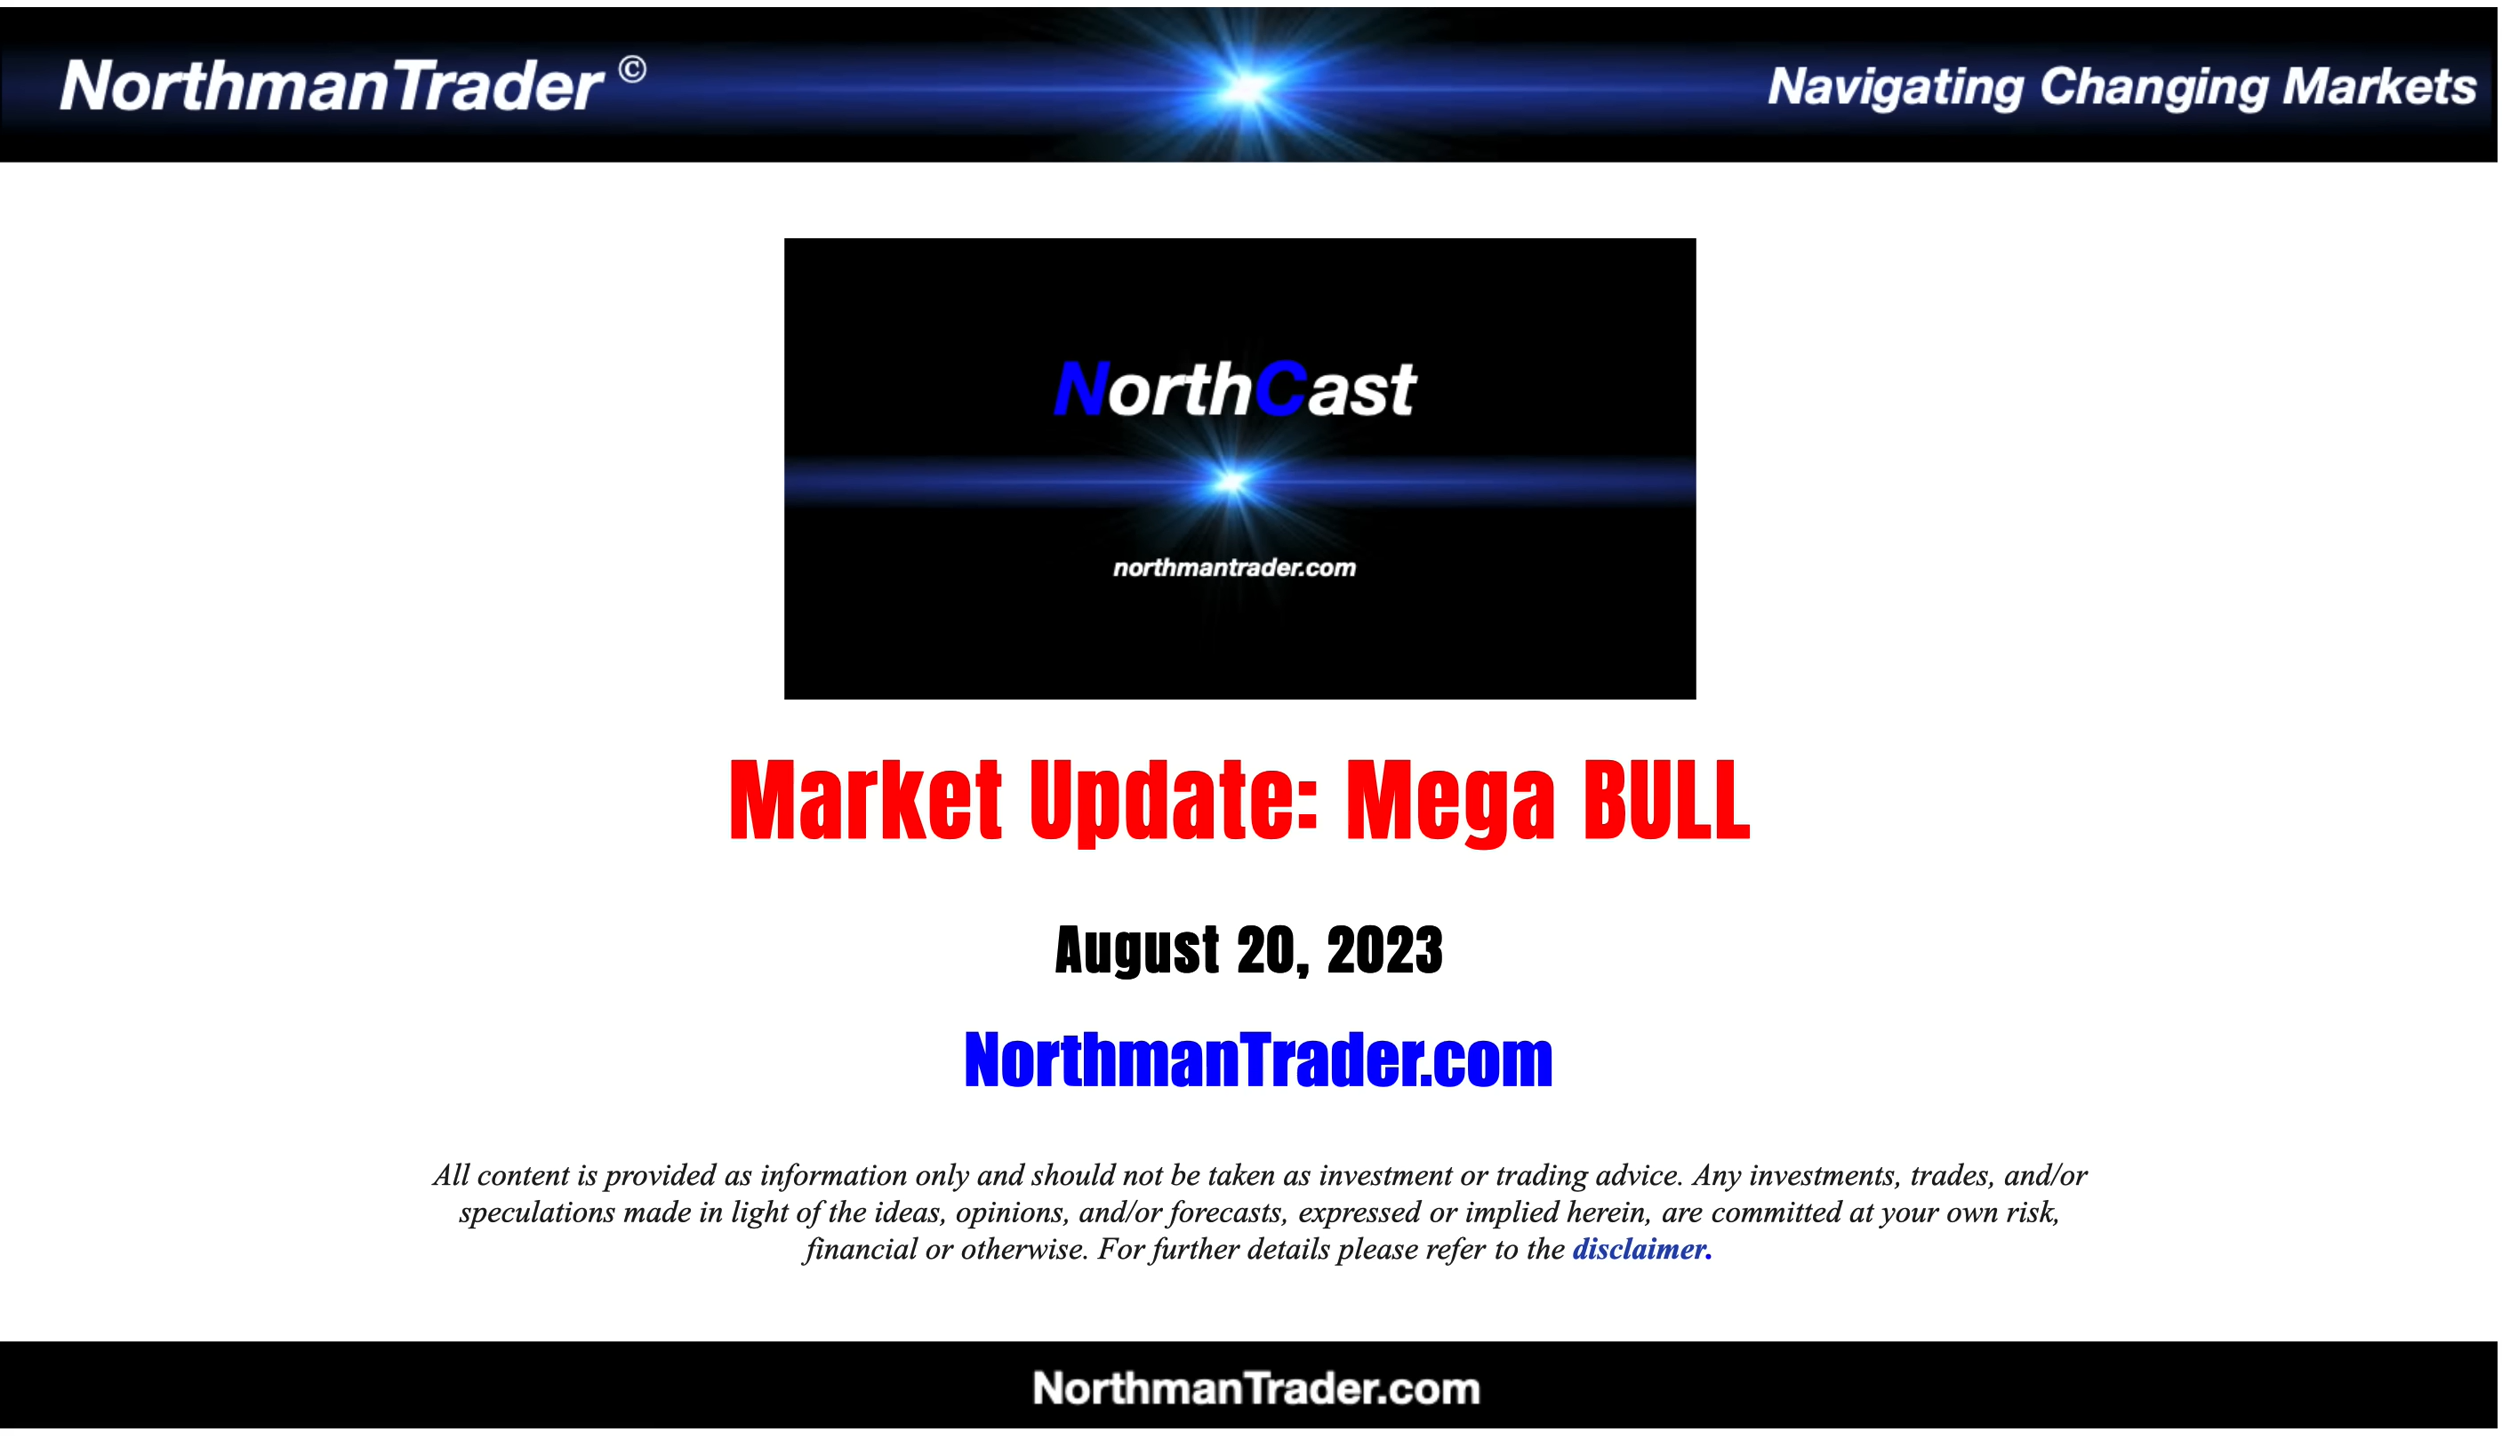 NorthmanTrader ©
Navigating Changing Markets
NorthCast
northmantrader.com
Market Update: Mega BULL
August 20, 2023
NorthmanTrader.com
All content is provided as information only and should not be taken as investment or trading advice. Any investments, trades, and/or
speculations made in light of the ideas, opinions, and/or forecasts, expressed or implied herein, are committed at your own risk,
financial or otherwise. For further details please refer to the disclaimer.
NorthmanTrader.com